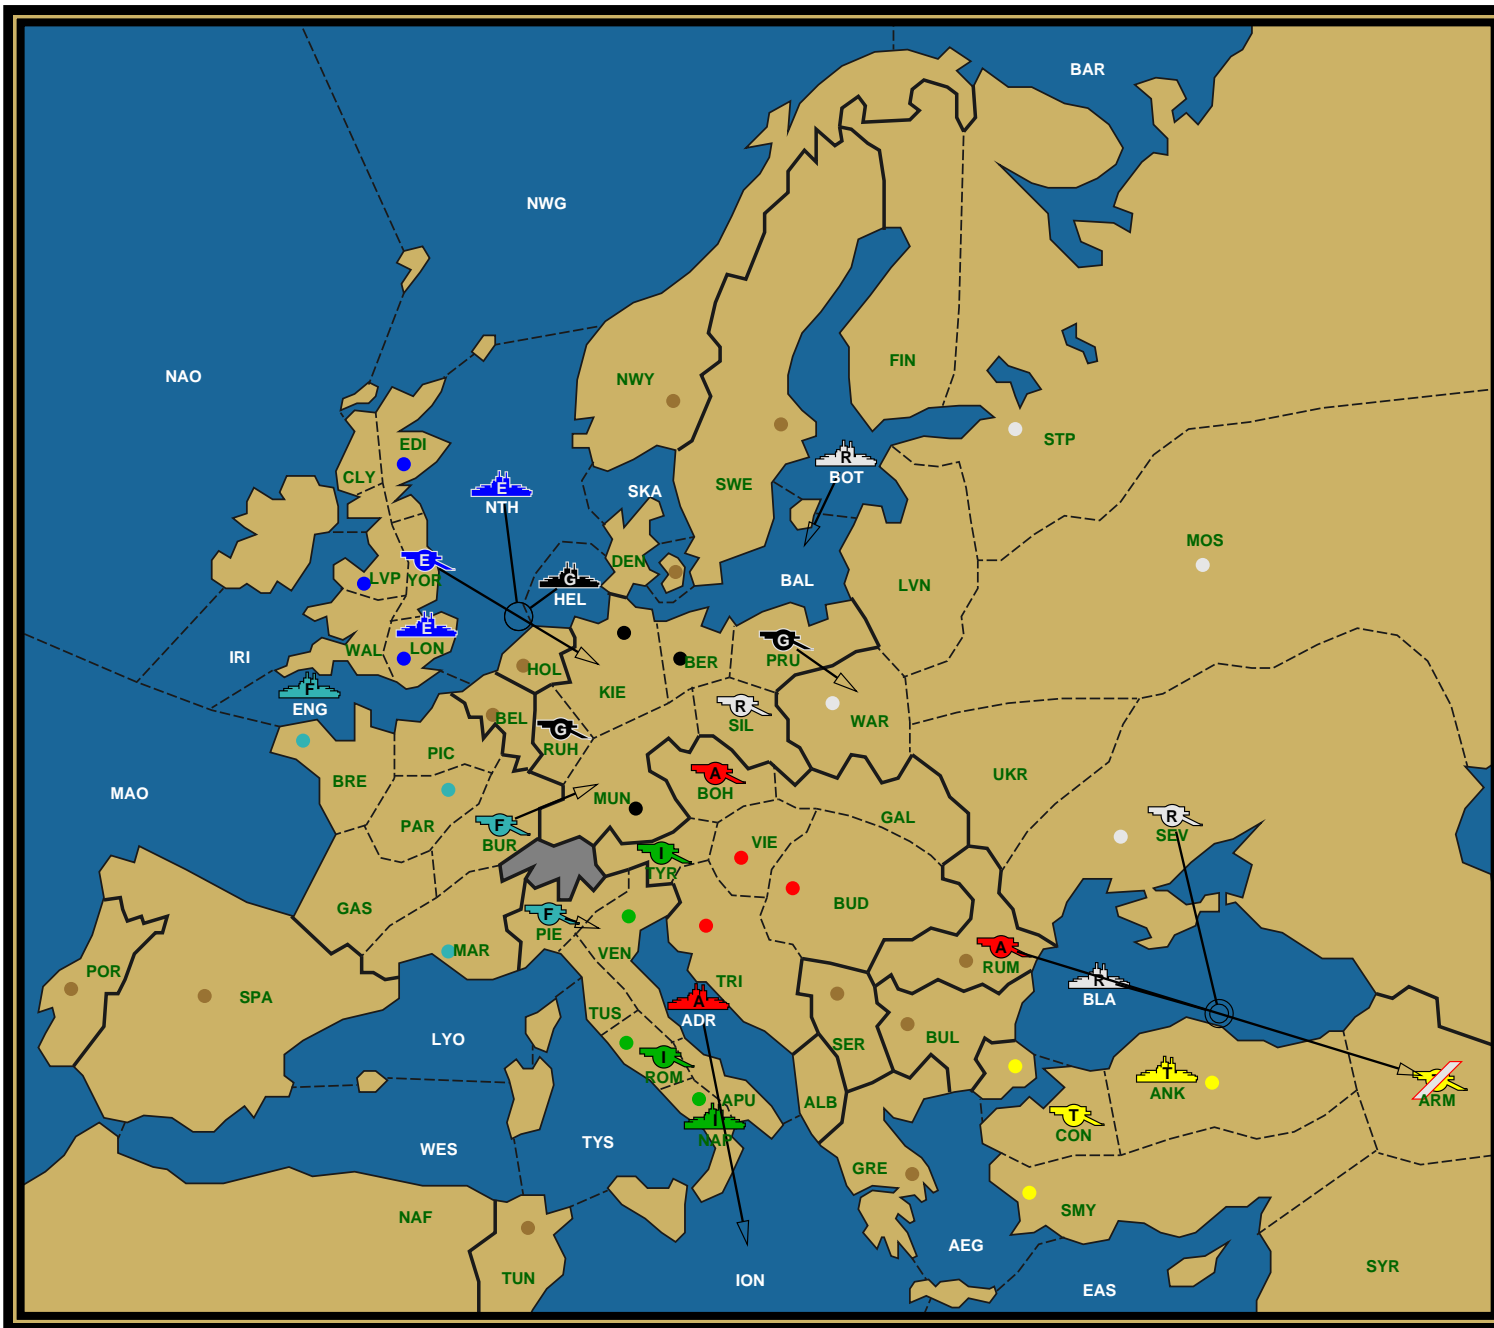 BAR
NWG
NAO
FIN
NWY
EDI
STP
CLY
R
BOT
SWE
E
NTH
SKA
MOS
E
LVP YOR
DEN
G
HEL
BAL
LVN
E
LON
WAL
IRI
HOL
KIE
BER
G
PRU
F
ENG
BEL
R
SIL
WAR
PIC
G
RUH
BRE
A
BOH
UKR
MAO
MUN
PAR
F
BUR
GAL
R
SEV
VIE
I
TYR
BUD
GAS
F
PIE
VEN
MAR
A
RUM
POR
SPA
TRI
R
BLA
A
ADR
TUS
LYO
SER
BUL
I
ROM
T
ANK
T
ARM
APU
ALB
I
NAP
T
CON
WES
TYS
GRE
NAF
SMY
AEG
TUN
ION
EAS
SYR